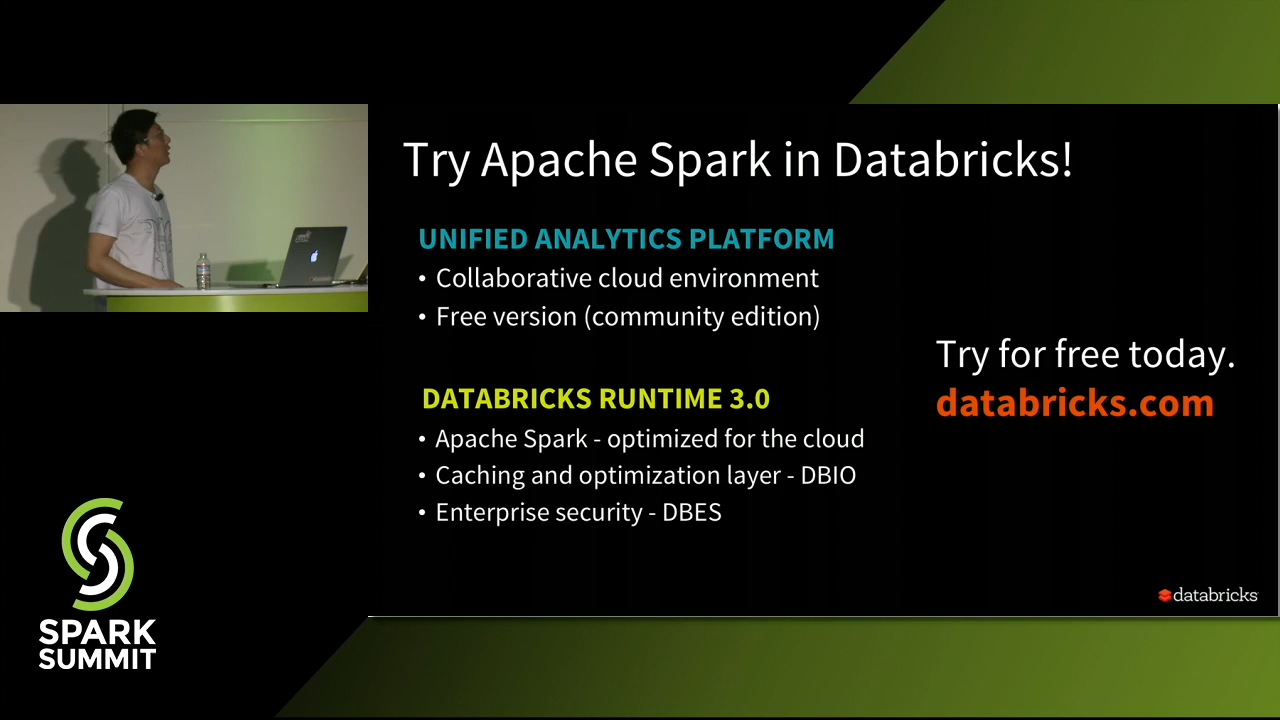 Try Apache Spark in Databricks!
UNIFIED ANALYTICS PLATFORM
• Collaborative cloud environment
• Free version (community edition)
DATABRICKS RUNTIME 3.0
• Apache Spark - optimized for the cloud
• Caching and optimization layer - DBIO
• Enterprise security - DBES
Try for free today.
databricks.com
databricks
SPARK
SUMMIT